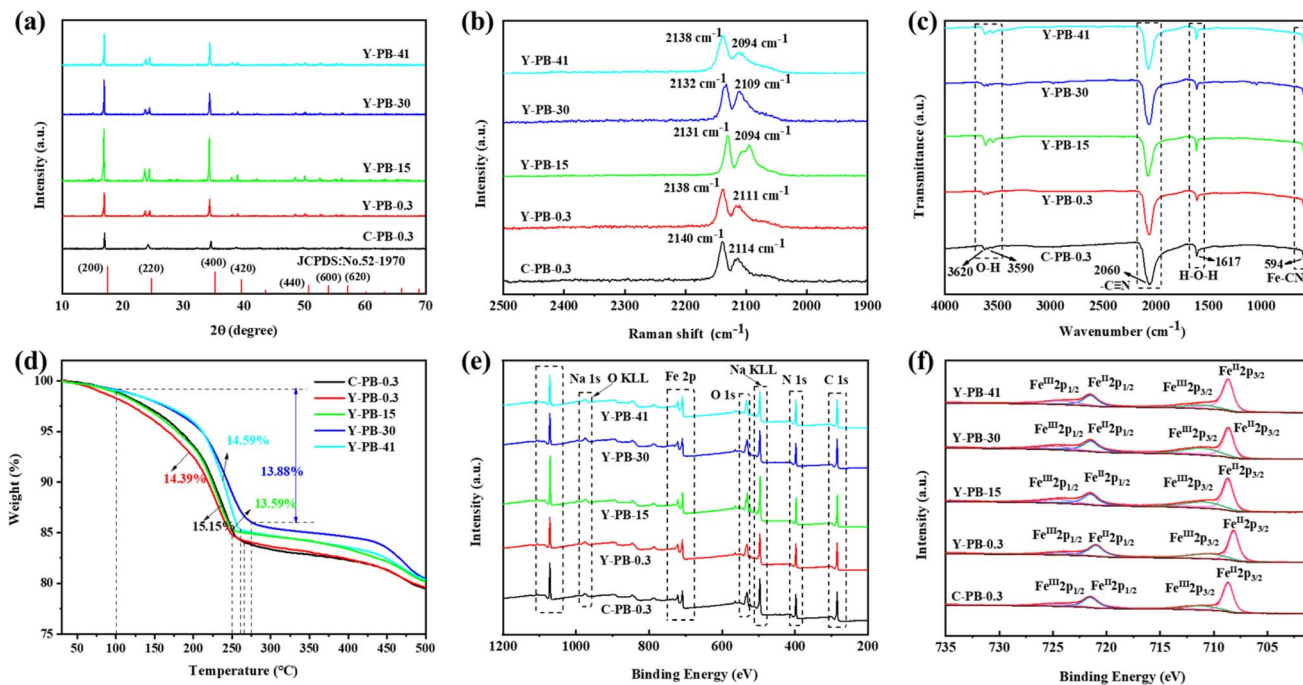 (a)
Y-PB-41
Y-PB-30
Y-PB-15
Y-PB-0.3
C-PB-0.3
JCPDS:No.52-1970
(200)
(220)
(400)
(420)
(440)
(600)
(620)
10 20 30 40 50 60 70
2θ (degree)
Intensity (a.u.)
(b)
2138 cm⁻¹
2094 cm⁻¹
Y-PB-41
2132 cm⁻¹
2109 cm⁻¹
Y-PB-30
2131 cm⁻¹
2094 cm⁻¹
Y-PB-15
2138 cm⁻¹
2111 cm⁻¹
Y-PB-0.3
2140 cm⁻¹
2114 cm⁻¹
C-PB-0.3
2500 2400 2300 2200 2100 2000 1900
Raman shift (cm⁻¹)
Intensity (a.u.)
(c)
Y-PB-41
Y-PB-30
Y-PB-15
Y-PB-0.3
C-PB-0.3
3620
O-H
3590
2060
-C≡N
H-O-H
1617
594
Fe-CN
4000 3000 2000 1000
Wavenumber (cm⁻¹)
Transmittance (a.u.)
(d)
C-PB-0.3
Y-PB-0.3
Y-PB-15
Y-PB-30
Y-PB-41
14.59%
13.88%
14.39%
13.59%
15.15%
100
95
90
85
80
75
50 100 150 200 250 300 350 400 450 500
Temperature (°C)
Weight (%)
(e)
Na 1s
O KLL
Fe 2p
O 1s
Na KLL
N 1s
C 1s
Y-PB-41
Y-PB-30
Y-PB-15
Y-PB-0.3
C-PB-0.3
1200 1000 800 600 400 200
Binding Energy (eV)
Intensity (a.u.)
(f)
Y-PB-41
Feᴵᴵᴵ2p₁/₂
Feᴵᴵ2p₁/₂
Feᴵᴵᴵ2p₃/₂
Feᴵᴵ2p₃/₂
Y-PB-30
Feᴵᴵᴵ2p₁/₂
Feᴵᴵ2p₁/₂
Feᴵᴵᴵ2p₃/₂
Feᴵᴵ2p₃/₂
Y-PB-15
Feᴵᴵᴵ2p₁/₂
Feᴵᴵ2p₁/₂
Feᴵᴵᴵ2p₃/₂
Feᴵᴵ2p₃/₂
Y-PB-0.3
Feᴵᴵᴵ2p₁/₂
Feᴵᴵ2p₁/₂
Feᴵᴵᴵ2p₃/₂
Feᴵᴵ2p₃/₂
C-PB-0.3
Feᴵᴵᴵ2p₁/₂
Feᴵᴵ2p₁/₂
Feᴵᴵᴵ2p₃/₂
Feᴵᴵ2p₃/₂
735 730 725 720 715 710 705
Binding Energy (eV)
Intensity (a.u.)